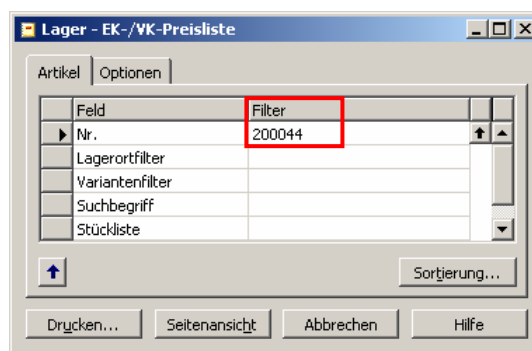 Lager - EK-/VK-Preisliste
Artikel Optionen
Feld Filter
Nr. 200044
Lagerortfilter
Variantenfilter
Suchbegriff
Stückliste
Sortierung...
Drucken... Seitenansicht Abbrechen Hilfe